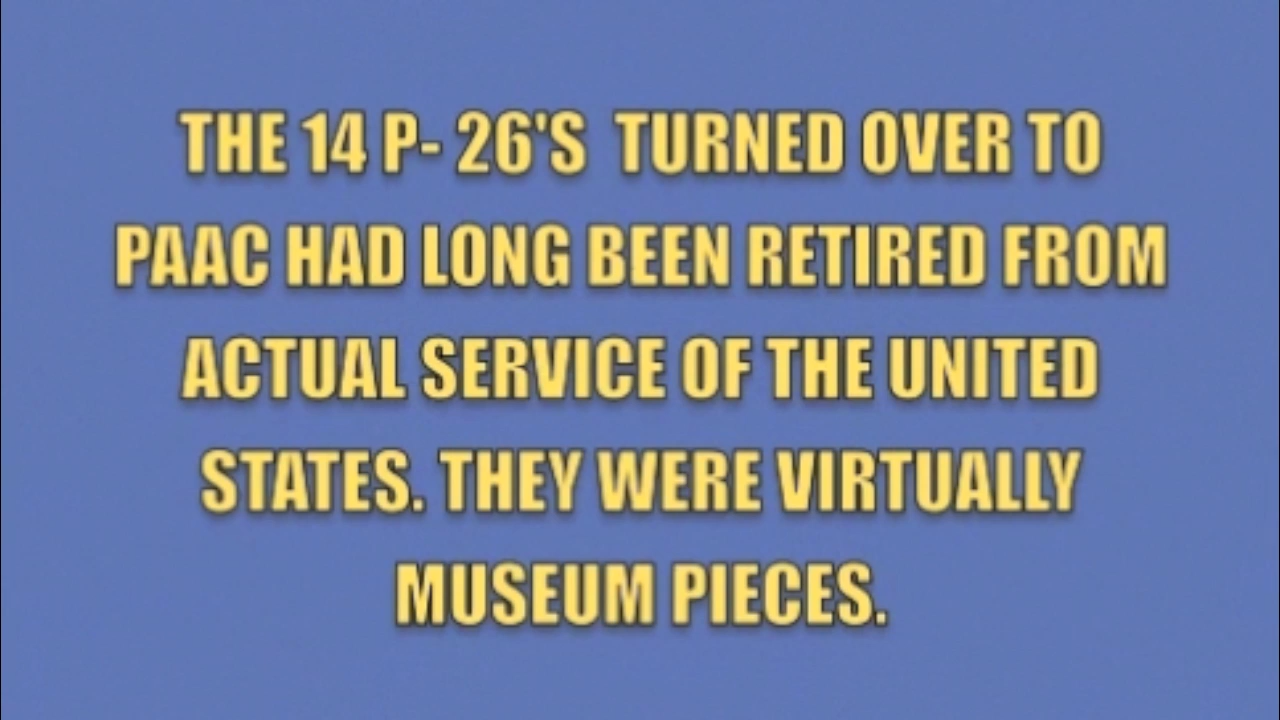 THE 14 P- 26'S  TURNED OVER TO
PAAC HAD LONG BEEN RETIRED FROM
ACTUAL SERVICE OF THE UNITED
STATES. THEY WERE VIRTUALLY
MUSEUM PIECES.